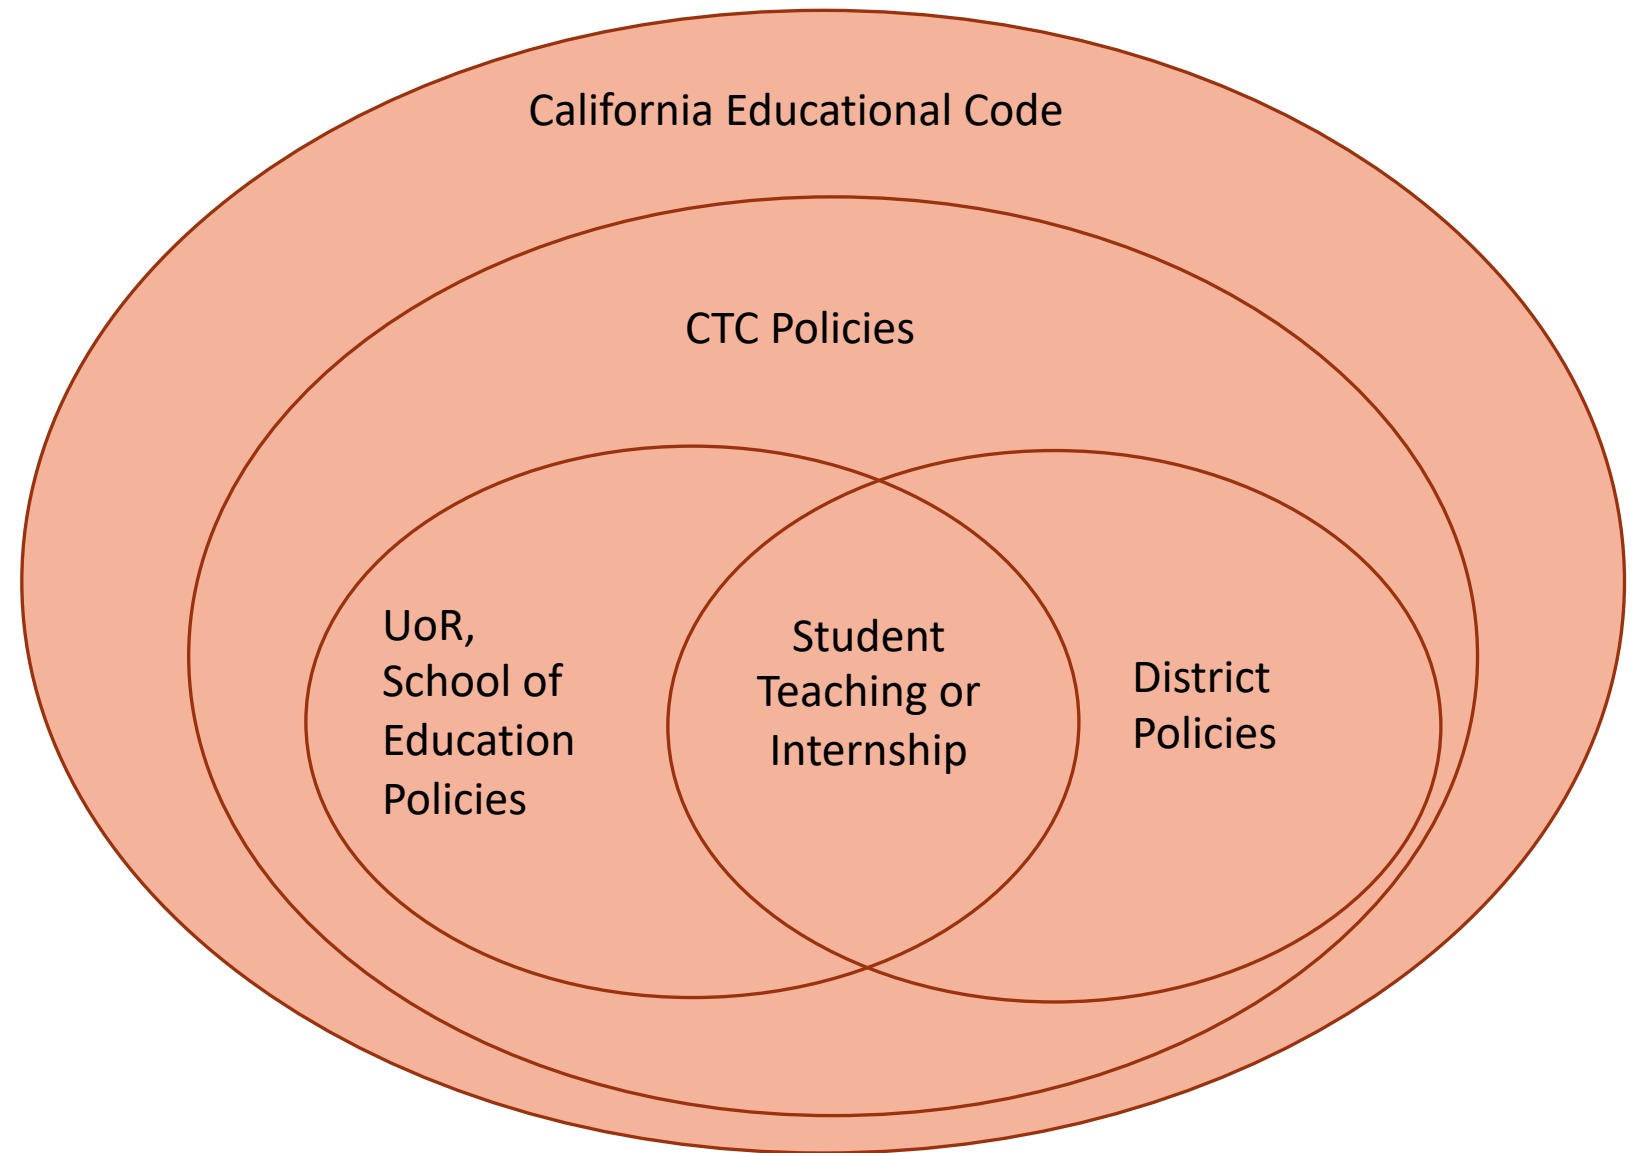 California Educational Code
CTC Policies
UoR,
School of
Education
Policies
Student
Teaching or
Internship
District
Policies